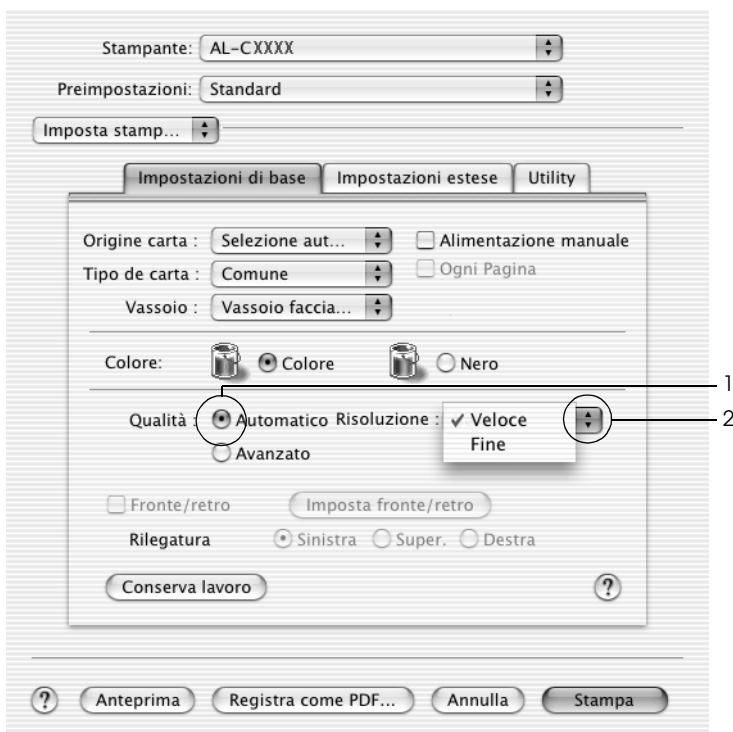 Stampante: AL-CXXXX
Preimpostazioni: Standard
Imposta stamp...
Impostazioni di base Impostazioni estese Utility
Origine carta : Selezione aut... Alimentazione manuale
Tipo de carta : Comune Ogni Pagina
Vassoio : Vassoio faccia...
Colore: Colore Nero
1
Qualità : Automatico Risoluzione : ✓ Veloce 2
Avanzato Fine
Fronte/retro Imposta fronte/retro
Rilegatura Sinistra Super. Destra
Conserva lavoro ?
? Anteprima Registra come PDF... Annulla Stampa